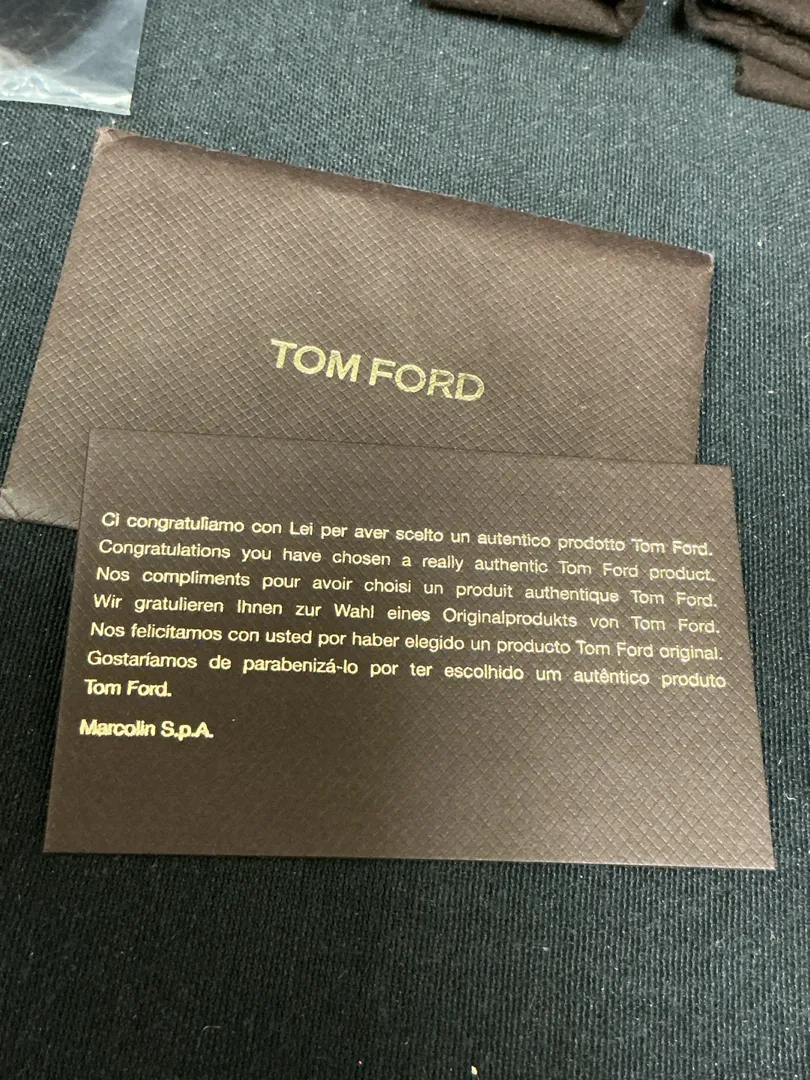 TOM FORD
Ci congratuliamo con Lei per aver scelto un autentico prodotto Tom Ford.
Congratulations you have chosen a really authentic Tom Ford product.
Nos compliments pour avoir choisi un produit authentique Tom Ford.
Wir gratulieren Ihnen zur Wahl eines Originalprodukts von Tom Ford.
Nos felicitamos con usted por haber elegido un producto Tom Ford original.
Gostaríamos de parabenizá-lo por ter escolhido um autêntico produto
Tom Ford.
Marcolin S.p.A.